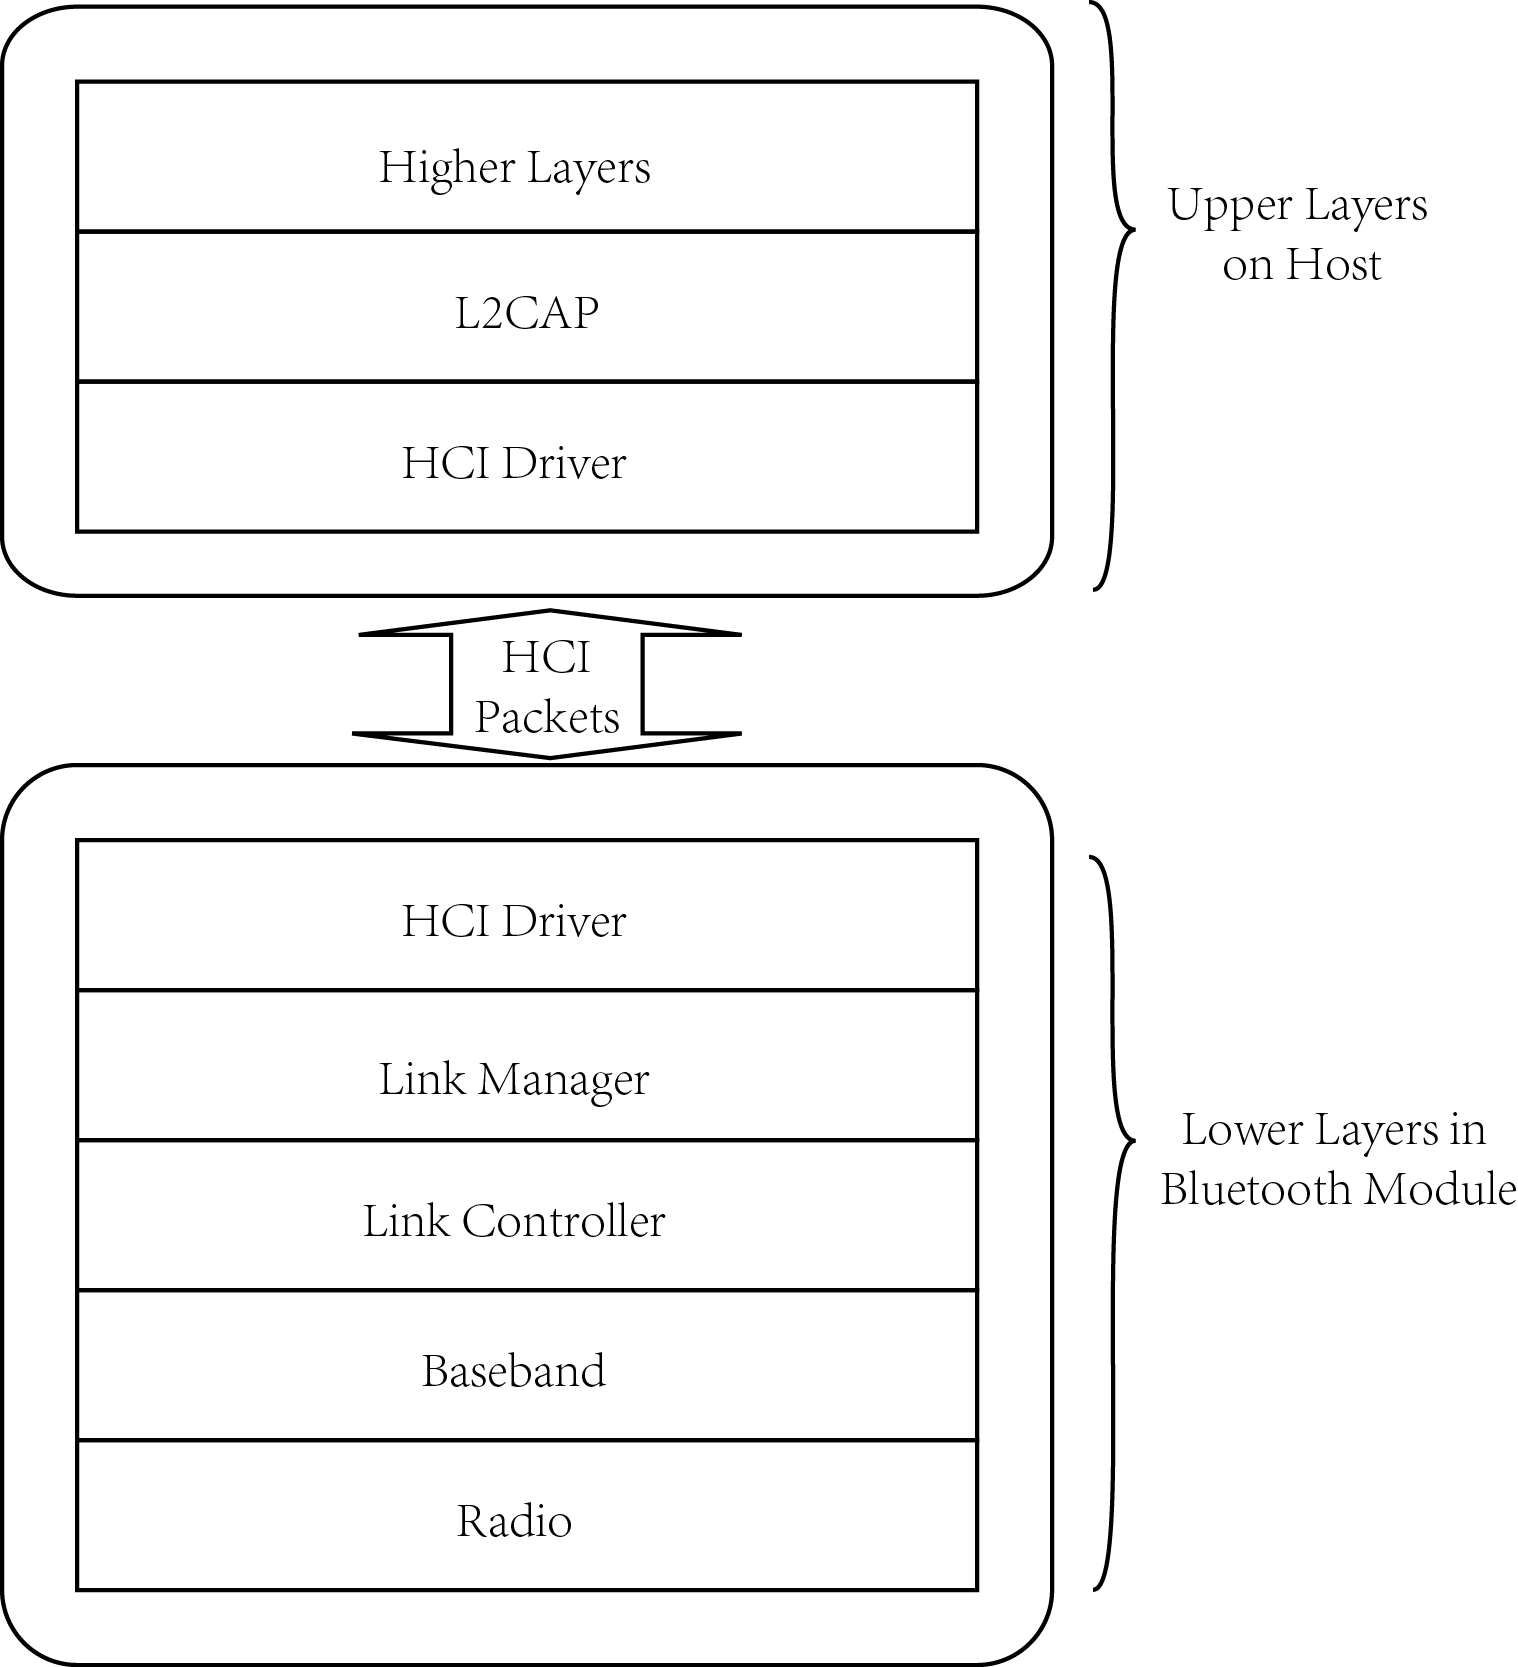 Higher Layers
L2CAP
HCI Driver
Upper Layers
on Host
HCI
Packets
HCI Driver
Link Manager
Link Controller
Baseband
Radio
Lower Layers in
Bluetooth Module